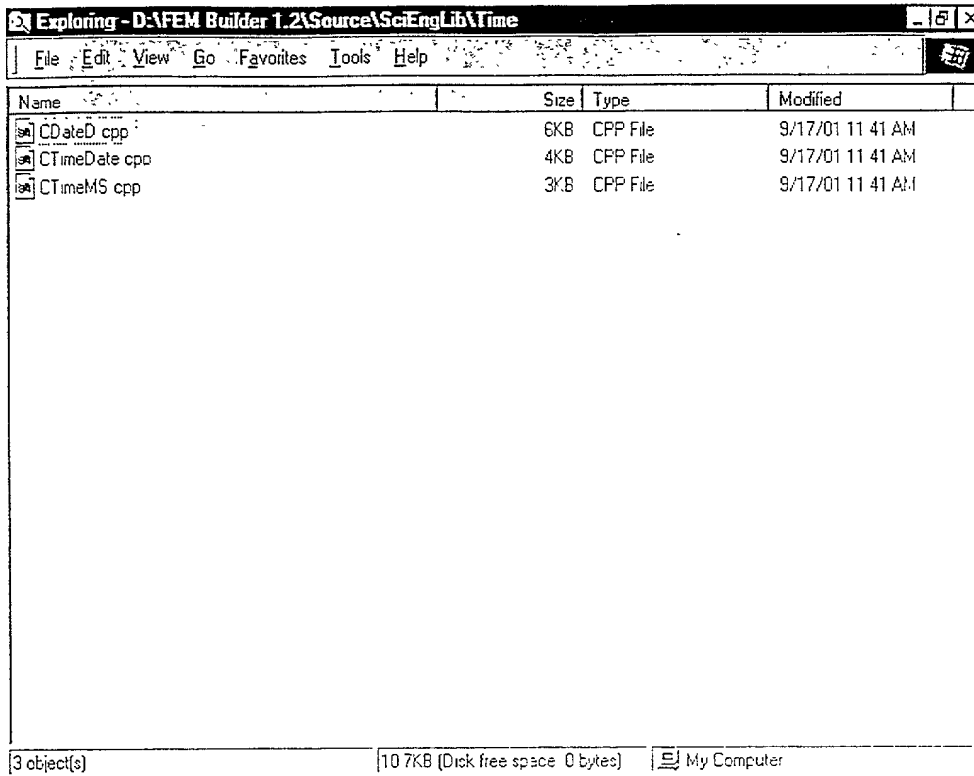 Exploring - D:\FEM Builder 1.2\Source\SciEngLib\Time
File Edit View Go Favorites Tools Help
Name Size Type Modified
CDateD cpp 6KB CPP File 9/17/01 11 41 AM
CTimeDate cpp 4KB CPP File 9/17/01 11 41 AM
CTimeMS cpp 3KB CPP File 9/17/01 11 41 AM
3 object(s) 10 7KB (Disk free space 0 bytes) My Computer